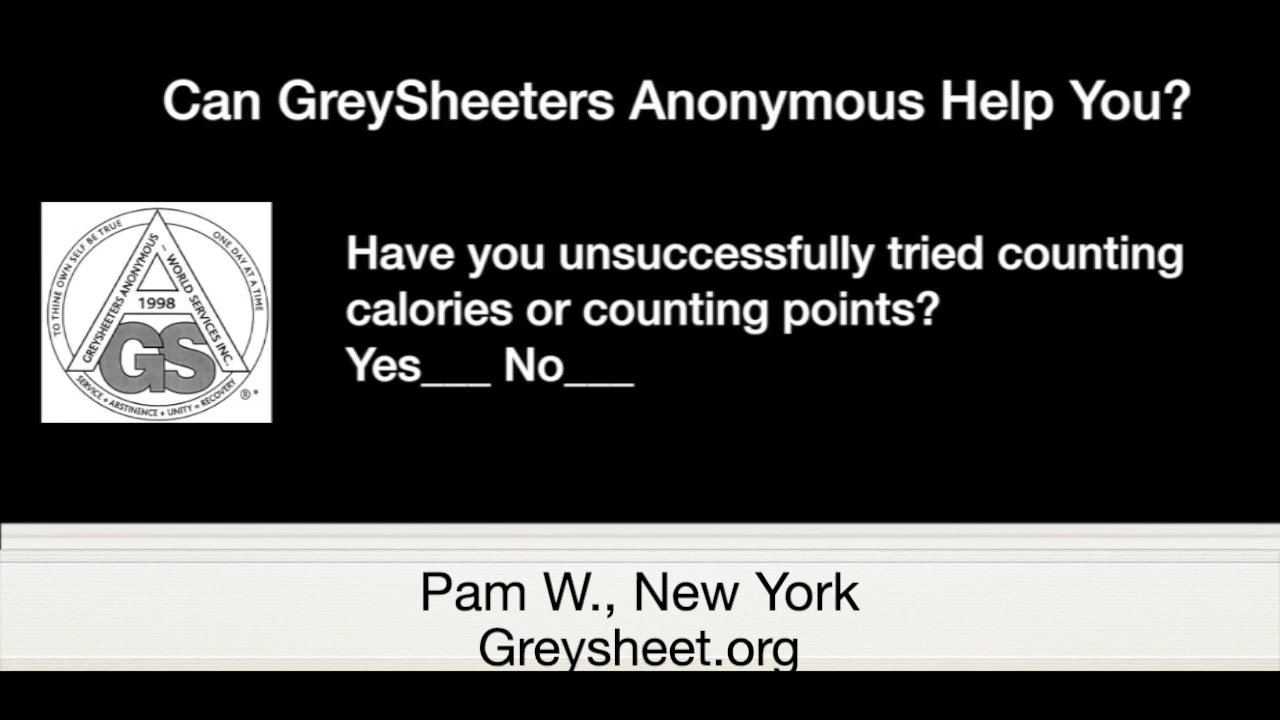 Can GreySheeters Anonymous Help You?
TO THINE OWN SELF BE TRUE
ONE DAY AT A TIME
GREYSHEETERS ANONYMOUS – WORLD SERVICES INC.
1998
GS
SERVICE + ABSTINENCE + UNITY = RECOVERY
®*
Have you unsuccessfully tried counting
calories or counting points?
Yes___ No___
Pam W., New York
Greysheet.org